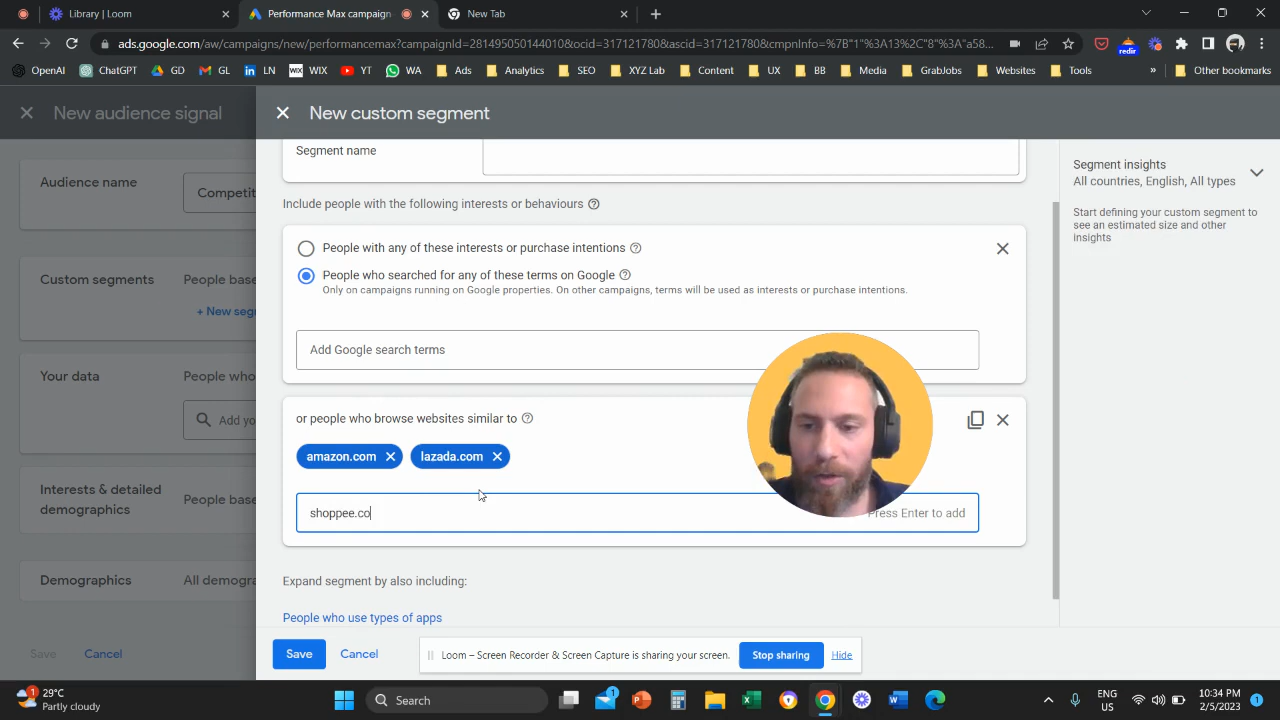 Library | Loom
Performance Max campaign
New Tab
ads.google.com/aw/campaigns/new/performancemax?campaignId=281495050144010&ocid=317121780&ascid=317121780&cmpnInfo=%7B"1"%3A13%2C"8"%3A"a58...
OpenAI
ChatGPT
GD
GL
LN
WIX
WIX
YT
WA
Ads
Analytics
SEO
XYZ Lab
Content
UX
BB
Media
GrabJobs
Websites
Tools
»
Other bookmarks
redir
New audience signal
New custom segment
Audience name
Competit
Custom segments
People base
+ New seg
Your data
People who
Add yo
Interests & detailed
demographics
People base
Demographics
All demogra
Save
Cancel
Segment name
Include people with the following interests or behaviours
People with any of these interests or purchase intentions
People who searched for any of these terms on Google
Only on campaigns running on Google properties. On other campaigns, terms will be used as interests or purchase intentions.
Add Google search terms
or people who browse websites similar to
amazon.com
lazada.com
shoppee.co
Press Enter to add
Expand segment by also including:
People who use types of apps
Save
Cancel
Segment insights
All countries, English, All types
Start defining your custom segment to
see an estimated size and other
insights
Loom – Screen Recorder & Screen Capture is sharing your screen.
Stop sharing
Hide
1
29°C
Partly cloudy
Search
1
ENG
US
10:34 PM
2/5/2023
1